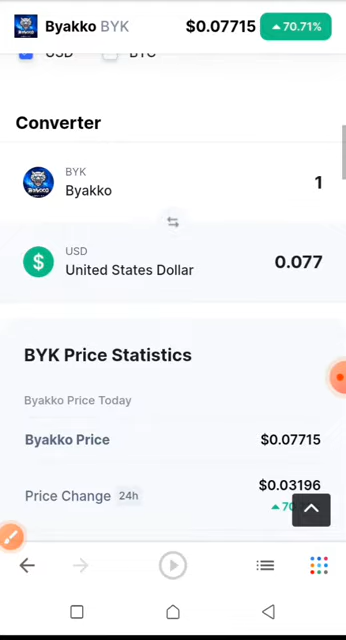 Byakko BYK $0.07715 70.71%
USD BTC
Converter
BYK
Byakko 1
USD
United States Dollar 0.077
BYK Price Statistics
Byakko Price Today
Byakko Price $0.07715
$0.03196
Price Change 24h